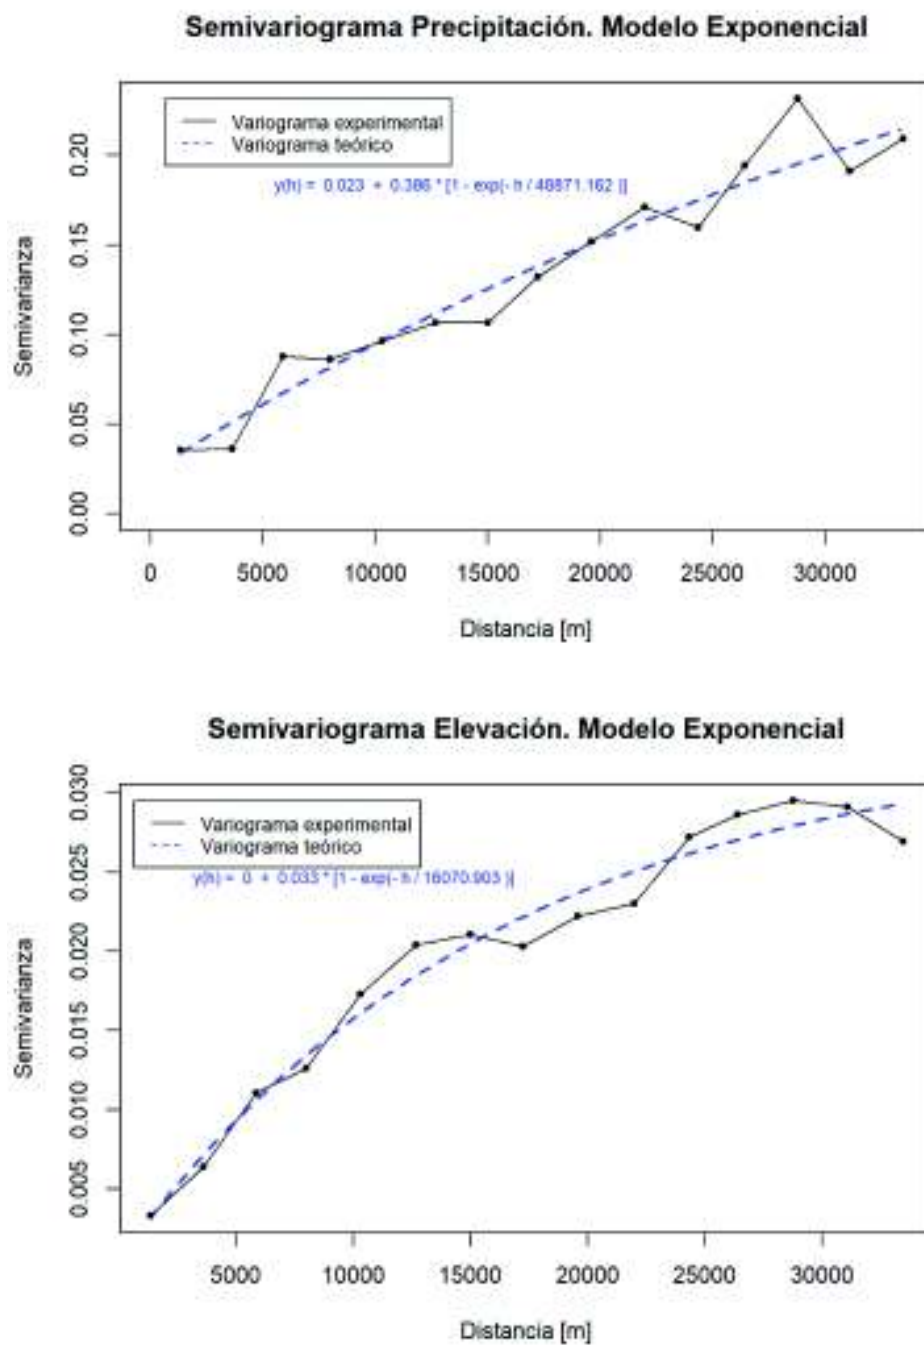 Semivariograma Precipitación. Modelo Exponencial
Variograma experimental
Variograma teórico
y(h) = 0.023 + 0.386 * [1 - exp(- h / 48871.162 )]
Semivarianza
0.20
0.15
0.10
0.05
0.00
0 5000 10000 15000 20000 25000 30000
Distancia [m]
Semivariograma Elevación. Modelo Exponencial
Variograma experimental
Variograma teórico
y(h) = 0 + 0.033 * [1 - exp(- h / 16070.903 )]
Semivarianza
0.030
0.025
0.020
0.015
0.010
0.005
5000 10000 15000 20000 25000 30000
Distancia [m]